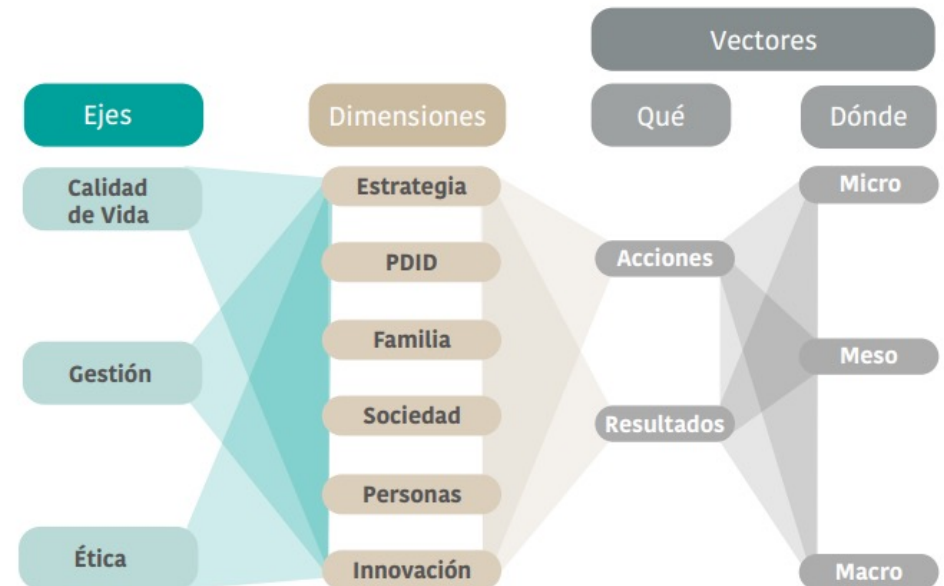 Vectores
Ejes
Dimensiones
Qué
Dónde
Calidad
de Vida
Gestión
Ética
Estrategia
PDID
Familia
Sociedad
Personas
Innovación
Acciones
Resultados
Micro
Meso
Macro